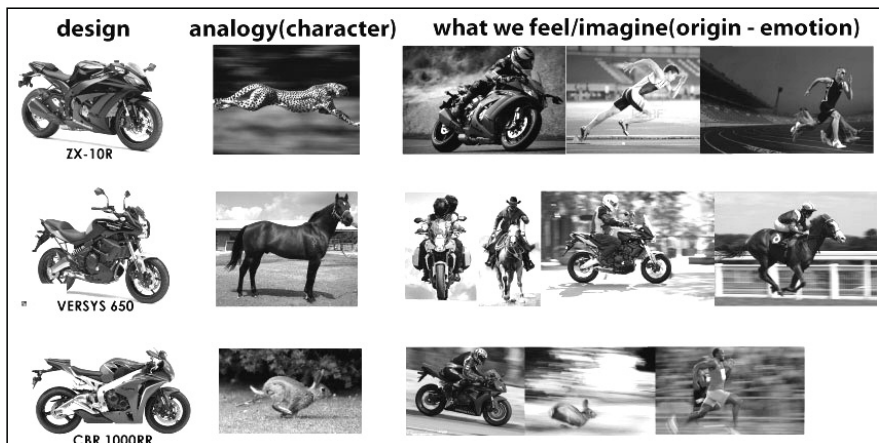 design
analogy(character)
what we feel/imagine(origin - emotion)
ZX-10R
VERSYS 650
CBR 1000RR